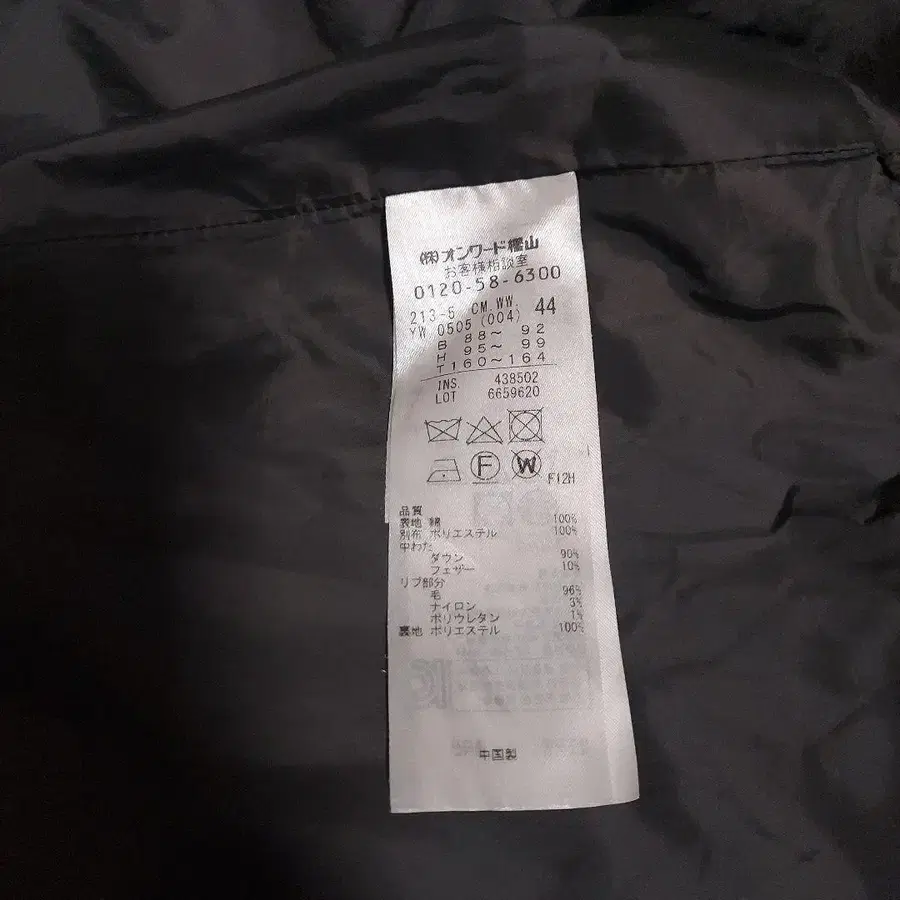 (株)オンワード樫山
お客様相談室
0120-58-6300
213-5 CM.WW. 44
YW 0505 (004)
B 88~ 92
H 95~ 99
T160~164
INS. 438502
LOT 6659620
F W F12H
品質
表地 綿 100%
別布 ポリエステル 100%
中わた
ダウン 90%
フェザー 10%
リブ部分
毛 96%
ナイロン 3%
ポリウレタン 1%
裏地 ポリエステル 100%
中国製